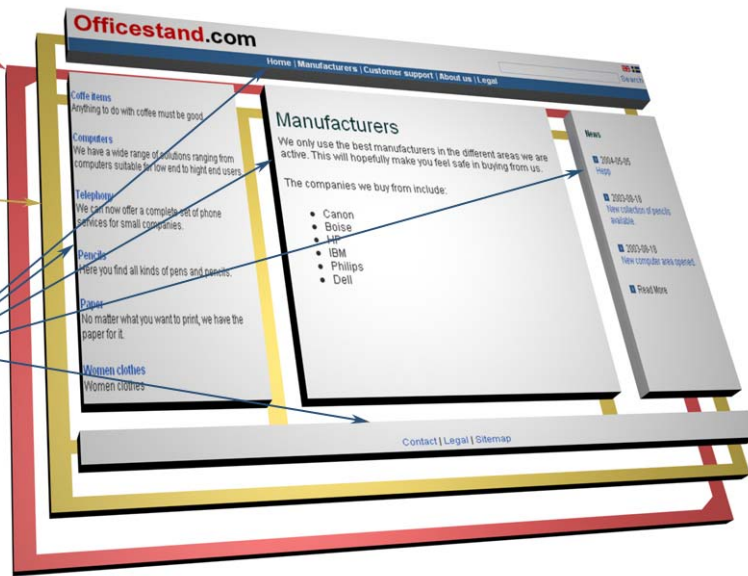 Officestand.com
Home | Manufacturers | Customer support | About us | Legal
Search
Coffe items
Anything to do with coffee must be good.
Computers
We have a wide range of solutions ranging from
computers suitable for low end to hight end users.
Telephony
We can now offer a complete set of phone
services for small companies.
Pencils
Here you find all kinds of pens and pencils.
Paper
No matter what you want to print, we have the
paper for it.
Women clothes
Women clothes
Manufacturers
We only use the best manufacturers in the different areas we are
active. This will hopefully make you feel safe in buying from us.
The companies we buy from include:
Canon
Boise
HP
IBM
Philips
Dell
News
2004-05-05
Hepp
2003-08-18
New collection of pencils
available.
2003-08-18
New computer area opened.
Read More
Contact | Legal | Sitemap